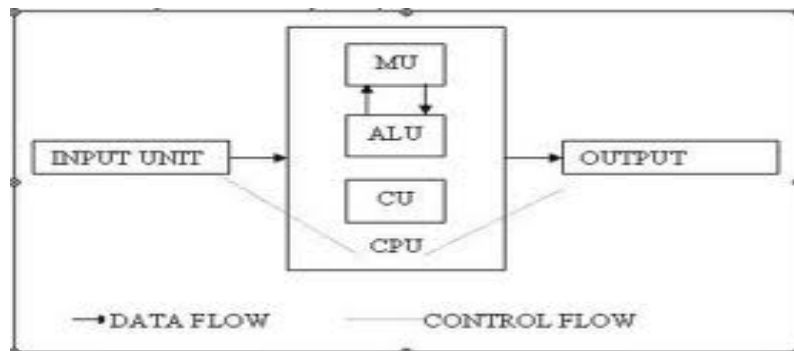 MU
ALU
INPUT UNIT
OUTPUT
CU
CPU
DATA FLOW
CONTROL FLOW